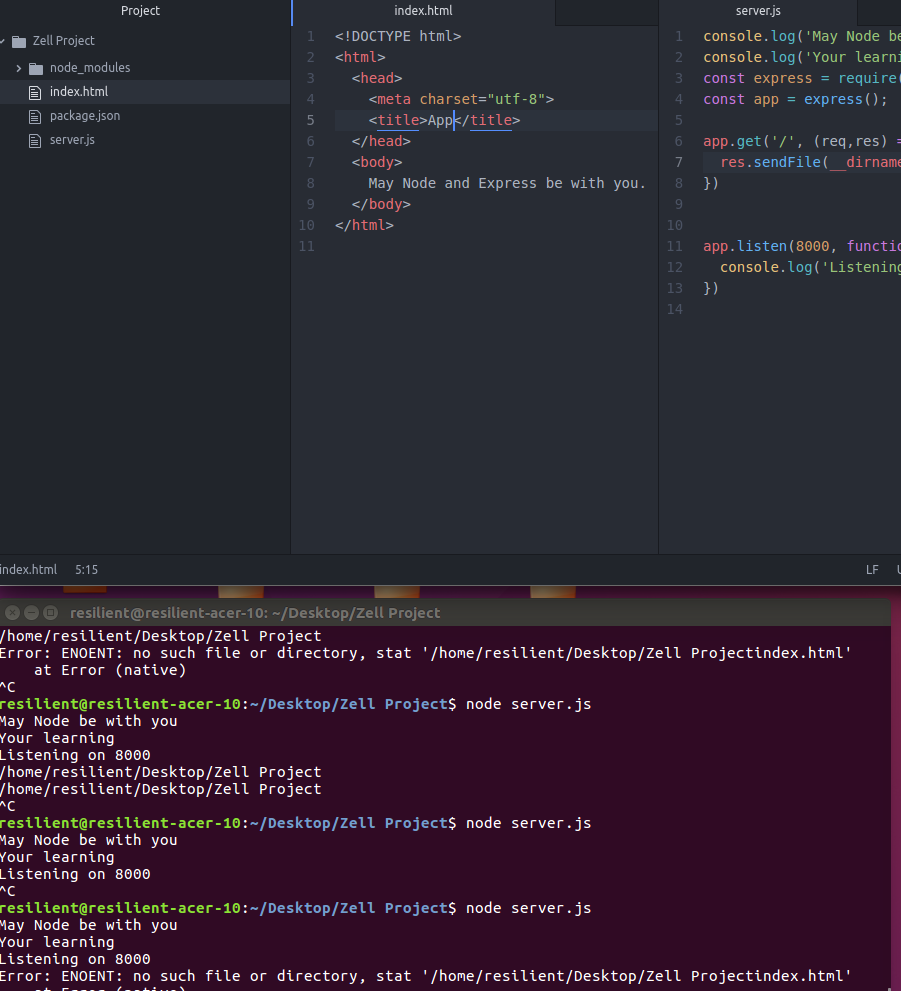 Project
Zell Project
node_modules
index.html
package.json
server.js
index.html
1 <!DOCTYPE html>
2 <html>
3 <head>
4 <meta charset="utf-8">
5 <title>App</title>
6 </head>
7 <body>
8 May Node and Express be with you.
9 </body>
10 </html>
11
server.js
1 console.log('May Node be
2 console.log('Your learni
3 const express = require(
4 const app = express();
5
6 app.get('/', (req,res) =
7 res.sendFile(__dirname
8 })
9
10
11 app.listen(8000, functio
12 console.log('Listening
13 })
14
index.html 5:15 LF
resilient@resilient-acer-10: ~/Desktop/Zell Project
/home/resilient/Desktop/Zell Project
Error: ENOENT: no such file or directory, stat '/home/resilient/Desktop/Zell Projectindex.html'
at Error (native)
^C
resilient@resilient-acer-10:~/Desktop/Zell Project$ node server.js
May Node be with you
Your learning
Listening on 8000
/home/resilient/Desktop/Zell Project
/home/resilient/Desktop/Zell Project
^C
resilient@resilient-acer-10:~/Desktop/Zell Project$ node server.js
May Node be with you
Your learning
Listening on 8000
^C
resilient@resilient-acer-10:~/Desktop/Zell Project$ node server.js
May Node be with you
Your learning
Listening on 8000
Error: ENOENT: no such file or directory, stat '/home/resilient/Desktop/Zell Projectindex.html'
at Error (native)